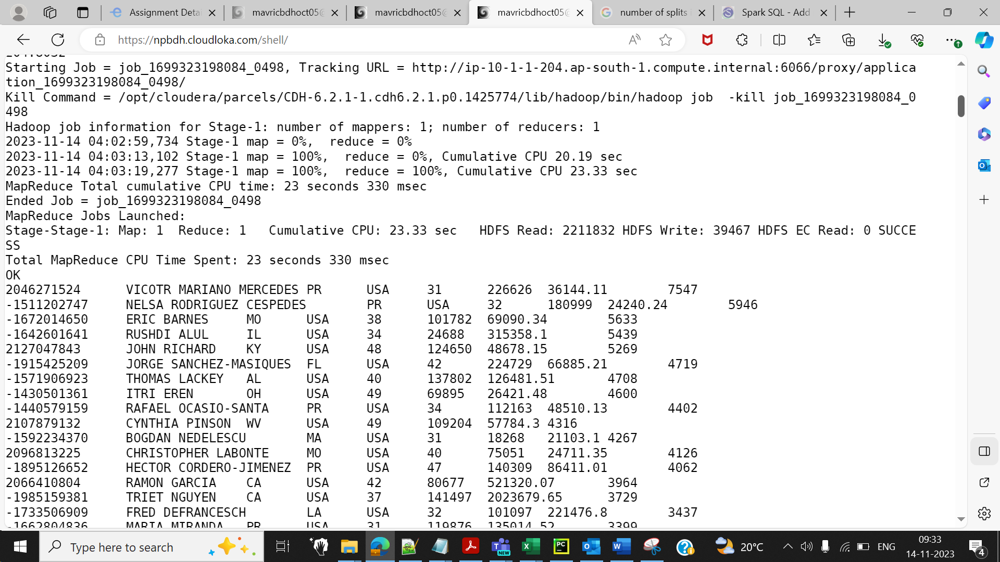 Assignment Detai
mavricbdhoct05@
mavricbdhoct05@
mavricbdhoct05@
number of splits i
Spark SQL - Add
https://npbdh.cloudloka.com/shell/
Starting Job = job_1699323198084_0498, Tracking URL = http://ip-10-1-1-204.ap-south-1.compute.internal:6066/proxy/applica
tion_1699323198084_0498/
Kill Command = /opt/cloudera/parcels/CDH-6.2.1-1.cdh6.2.1.p0.1425774/lib/hadoop/bin/hadoop job  -kill job_1699323198084_0
498
Hadoop job information for Stage-1: number of mappers: 1; number of reducers: 1
2023-11-14 04:02:59,734 Stage-1 map = 0%,  reduce = 0%
2023-11-14 04:03:13,102 Stage-1 map = 100%,  reduce = 0%, Cumulative CPU 20.19 sec
2023-11-14 04:03:19,277 Stage-1 map = 100%,  reduce = 100%, Cumulative CPU 23.33 sec
MapReduce Total cumulative CPU time: 23 seconds 330 msec
Ended Job = job_1699323198084_0498
MapReduce Jobs Launched:
Stage-Stage-1: Map: 1  Reduce: 1   Cumulative CPU: 23.33 sec   HDFS Read: 2211832 HDFS Write: 39467 HDFS EC Read: 0 SUCCE
SS
Total MapReduce CPU Time Spent: 23 seconds 330 msec
OK
2046271524 VICOTR MARIANO MERCEDES PR USA 31 226626 36144.11 7547
-1511202747 NELSA RODRIGUEZ CESPEDES PR USA 32 180999 24240.24 5946
-1672014650 ERIC BARNES MO USA 38 101782 69090.34 5633
-1642601641 RUSHDI ALUL IL USA 34 24688 315358.1 5439
2127047843 JOHN RICHARD KY USA 48 124650 48678.15 5269
-1915425209 JORGE SANCHEZ-MASIQUES FL USA 42 224729 66885.21 4719
-1571906923 THOMAS LACKEY AL USA 40 137802 126481.51 4708
-1430501361 ITRI EREN OH USA 49 69895 26421.48 4600
-1440579159 RAFAEL OCASIO-SANTA PR USA 34 112163 48510.13 4402
2107879132 CYNTHIA PINSON WV USA 49 109204 57784.3 4316
-1592234370 BOGDAN NEDELESCU MA USA 31 18268 21103.1 4267
2096813225 CHRISTOPHER LABONTE MO USA 40 75051 24711.35 4126
-1895126652 HECTOR CORDERO-JIMENEZ PR USA 47 140309 86411.01 4062
2066410804 RAMON GARCIA CA USA 42 80677 521320.07 3964
-1985159381 TRIET NGUYEN CA USA 37 141497 2023679.65 3729
-1733506909 FRED DEFRANCESCH LA USA 32 101097 221476.8 3437
-1662804836 MARIA MIRANDA PR USA 31 119876 135014.52 3399
Type here to search
NEW
20°C
ENG
09:33
14-11-2023
4